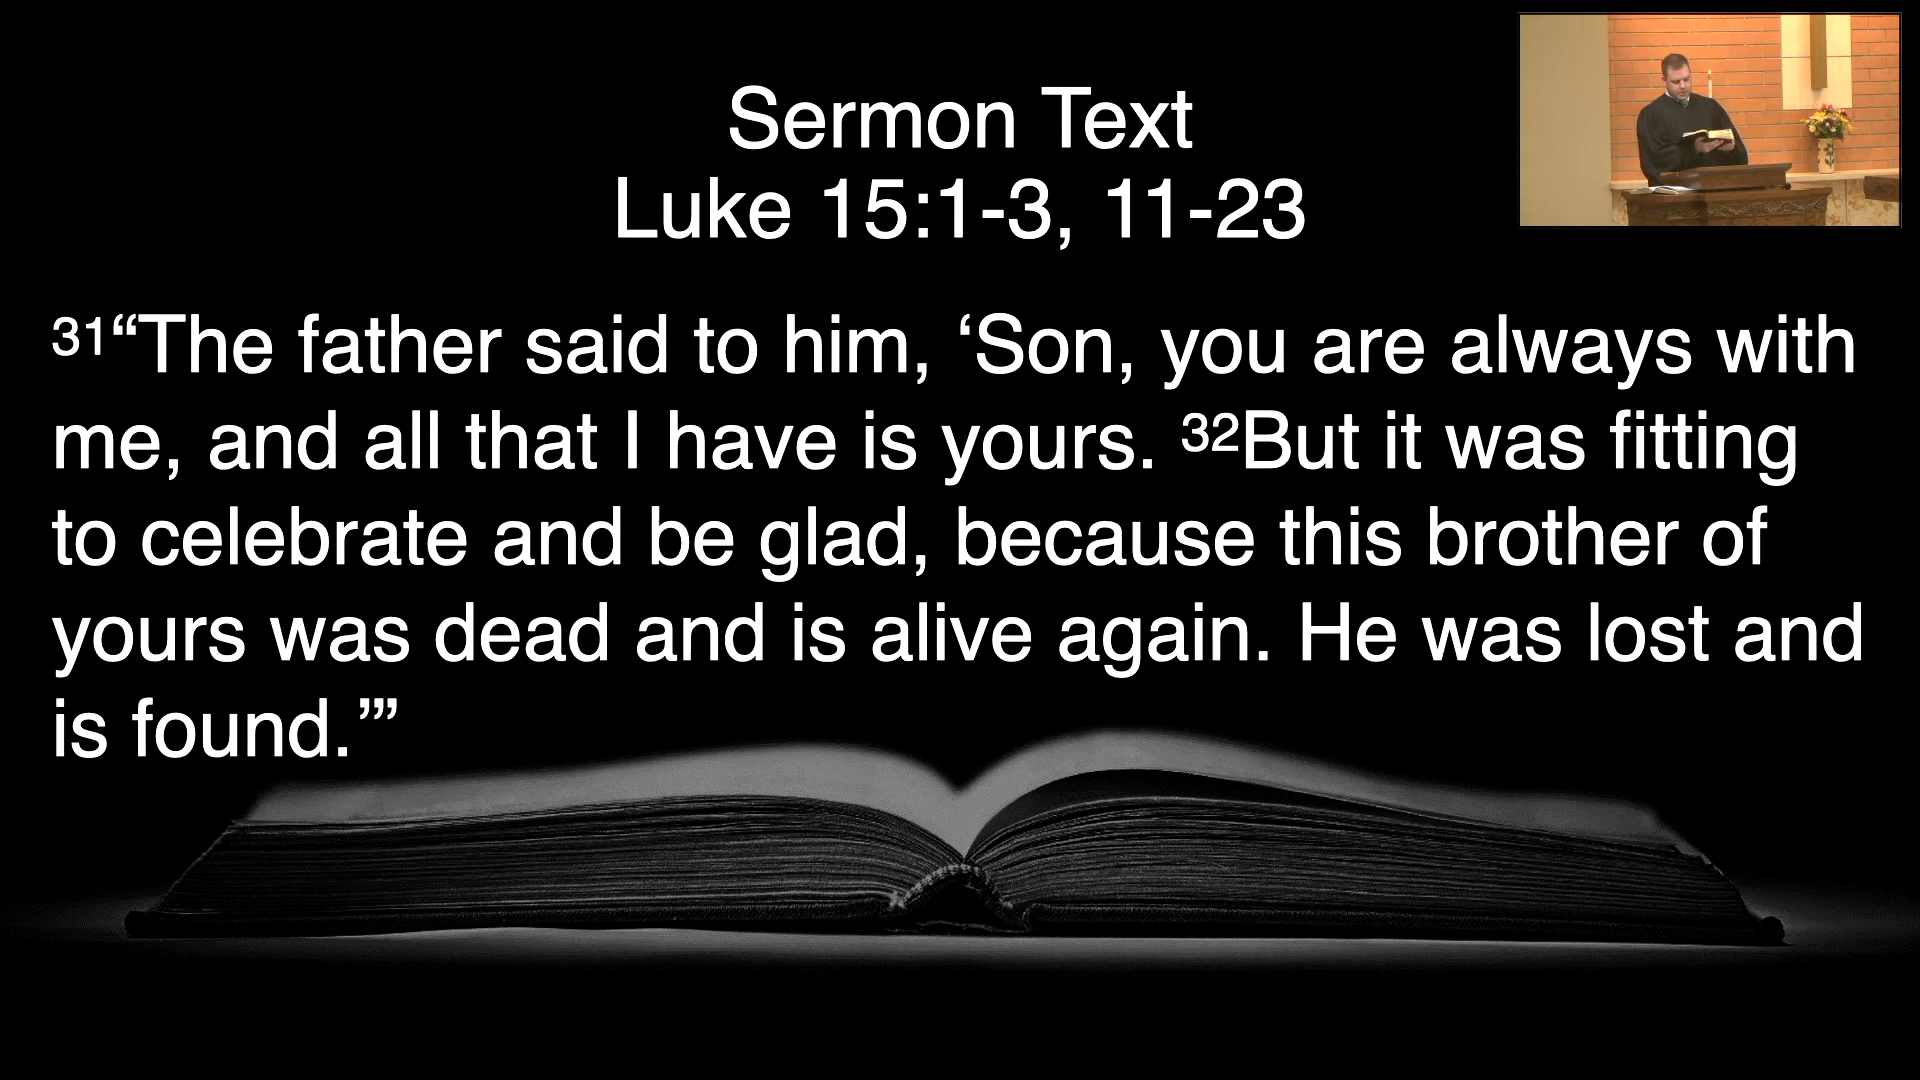 Sermon Text
Luke 15:1-3, 11-23
³¹“The father said to him, ‘Son, you are always with
me, and all that I have is yours. ³²But it was fitting
to celebrate and be glad, because this brother of
yours was dead and is alive again. He was lost and
is found.’”